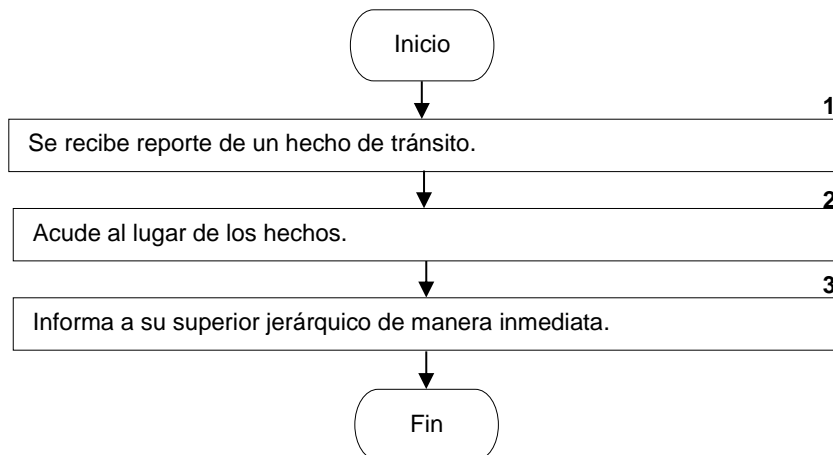 Inicio
1
Se recibe reporte de un hecho de tránsito.
2
Acude al lugar de los hechos.
3
Informa a su superior jerárquico de manera inmediata.
Fin